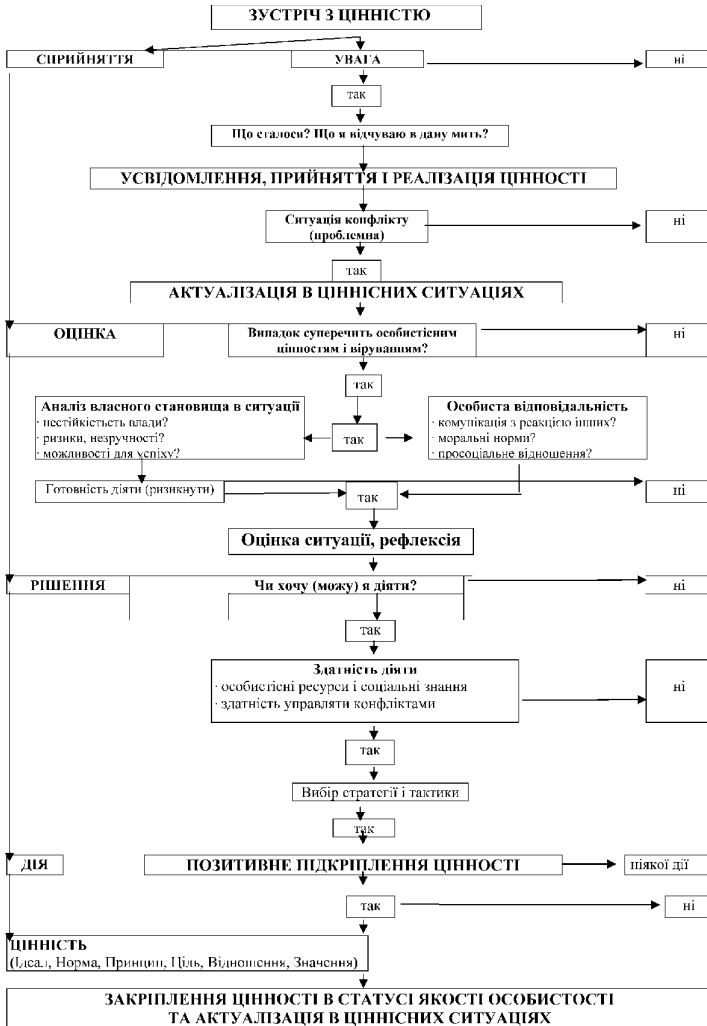 ЗУСТРІЧ З ЦІННІСТЮ
СПРИЙНЯТТЯ
УВАГА
ні
так
Що сталося? Що я відчуваю в дану мить?
УСВІДОМЛЕННЯ, ПРИЙНЯТТЯ І РЕАЛІЗАЦІЯ ЦІННОСТІ
Ситуація конфлікту
(проблемна)
ні
так
АКТУАЛІЗАЦІЯ В ЦІННІСНИХ СИТУАЦІЯХ
ОЦІНКА
Випадок суперечить особистісним
цінностям і віруванням?
ні
так
Аналіз власного становища в ситуації
· нестійкістьсть влади?
· ризики, незручності?
· можливості для успіху?
так
Особиста відповідальність
· комунікація з реакцією інших?
· моральні норми?
· просоціальне відношення?
Готовність діяти (ризикнути)
так
ні
Оцінка ситуації, рефлексія
РІШЕННЯ
Чи хочу (можу) я діяти?
ні
так
Здатність діяти
· особистісні ресурси і соціальні знання
· здатність управляти конфліктами
ні
так
Вибір стратегії і тактики
так
ДІЯ
ПОЗИТИВНЕ ПІДКРІПЛЕННЯ ЦІННОСТІ
ніякої дії
так
ні
ЦІННІСТЬ
(Ідеал, Норма, Принцип, Ціль, Відношення, Значення)
ЗАКРІПЛЕННЯ ЦІННОСТІ В СТАТУСІ ЯКОСТІ ОСОБИСТОСТІ
ТА АКТУАЛІЗАЦІЯ В ЦІННІСНИХ СИТУАЦІЯХ